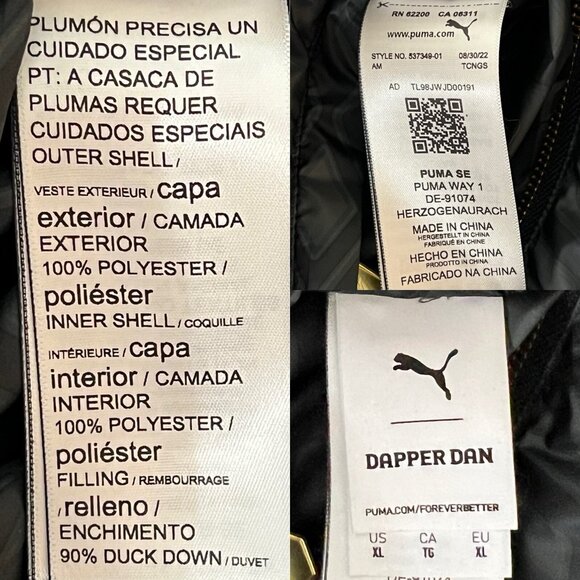 PLUMÓN PRECISA UN
CUIDADO ESPECIAL
PT: A CASACA DE
PLUMAS REQUER
CUIDADOS ESPECIAIS
OUTER SHELL /
VESTE EXTERIEUR / capa
exterior / CAMADA
EXTERIOR
100% POLYESTER /
poliéster
INNER SHELL / COQUILLE
INTÉRIEURE / capa
interior / CAMADA
INTERIOR
100% POLYESTER /
poliéster
FILLING / REMBOURRAGE
/ relleno /
ENCHIMENTO
90% DUCK DOWN / DUVET
RN 62200 CA 06311
www.puma.com
STYLE NO. 537349-01 08/30/22
AM TCNGS
AD TL98JWJD00191
PUMA SE
PUMA WAY 1
DE-91074
HERZOGENAURACH
MADE IN CHINA
HERGESTELLT IN CHINA
FABRIQUÉ EN CHINE
HECHO EN CHINA
PRODOTTO IN CHINA
FABRICADO NA CHINA
DAPPER DAN
PUMA.COM/FOREVERBETTER
US CA EU
XL TG XL